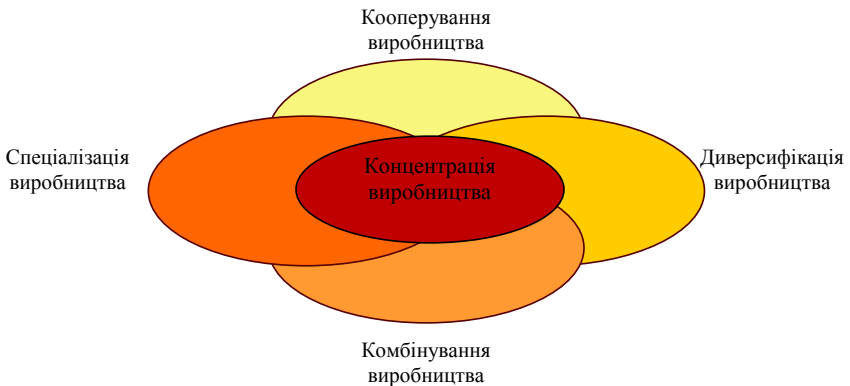 Кооперування
виробництва
Спеціалізація
виробництва
Концентрація
виробництва
Диверсифікація
виробництва
Комбінування
виробництва